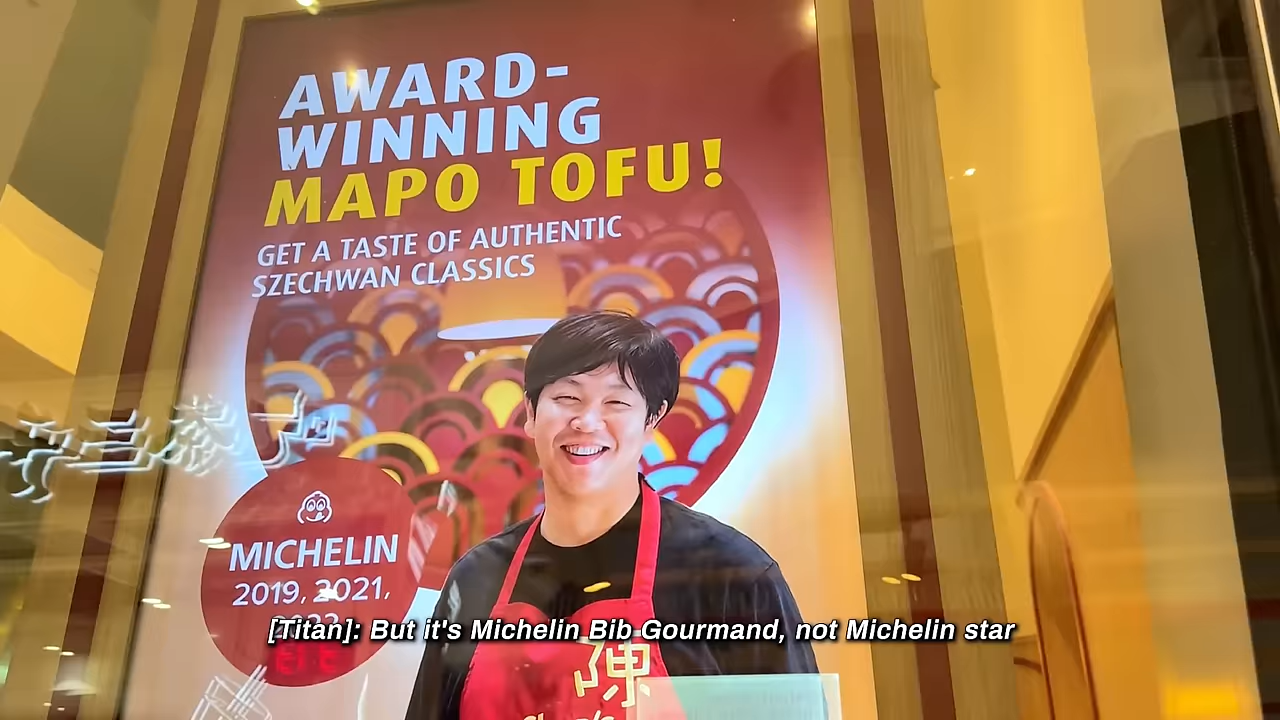 AWARD-
WINNING
MAPO TOFU!
GET A TASTE OF AUTHENTIC
SZECHWAN CLASSICS
MICHELIN
2019, 2021,
[Titan]: But it's Michelin Bib Gourmand, not Michelin star
陳